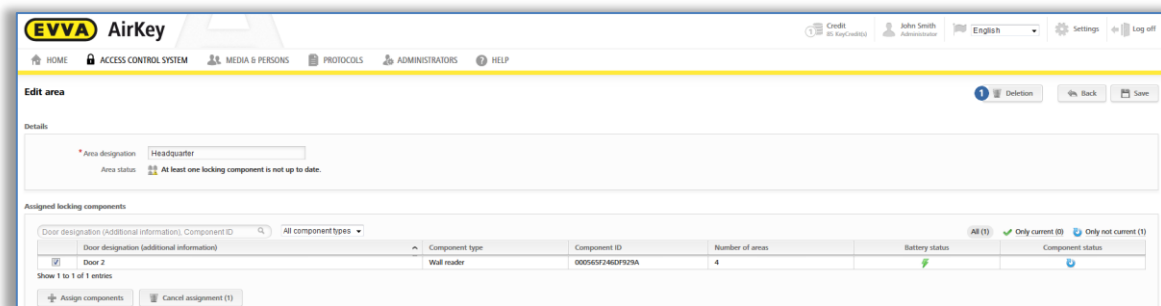 EVVA AirKey
1 Credit 85 KeyCredit(s) John Smith Administrator English Settings Log off
HOME ACCESS CONTROL SYSTEM MEDIA & PERSONS PROTOCOLS ADMINISTRATORS HELP
Edit area 1 Deletion Back Save
Details
* Area designation Headquarter
Area status At least one locking component is not up to date.
Assigned locking components
Door designation (Additional information), Component ID All component types All (1) Only current (0) Only not current (1)
Door designation (additional information) Component type Component ID Number of areas Battery status Component status
Door 2 Wall reader 000565F246DF929A 4
Show 1 to 1 of 1 entries
Assign components Cancel assignment (1)